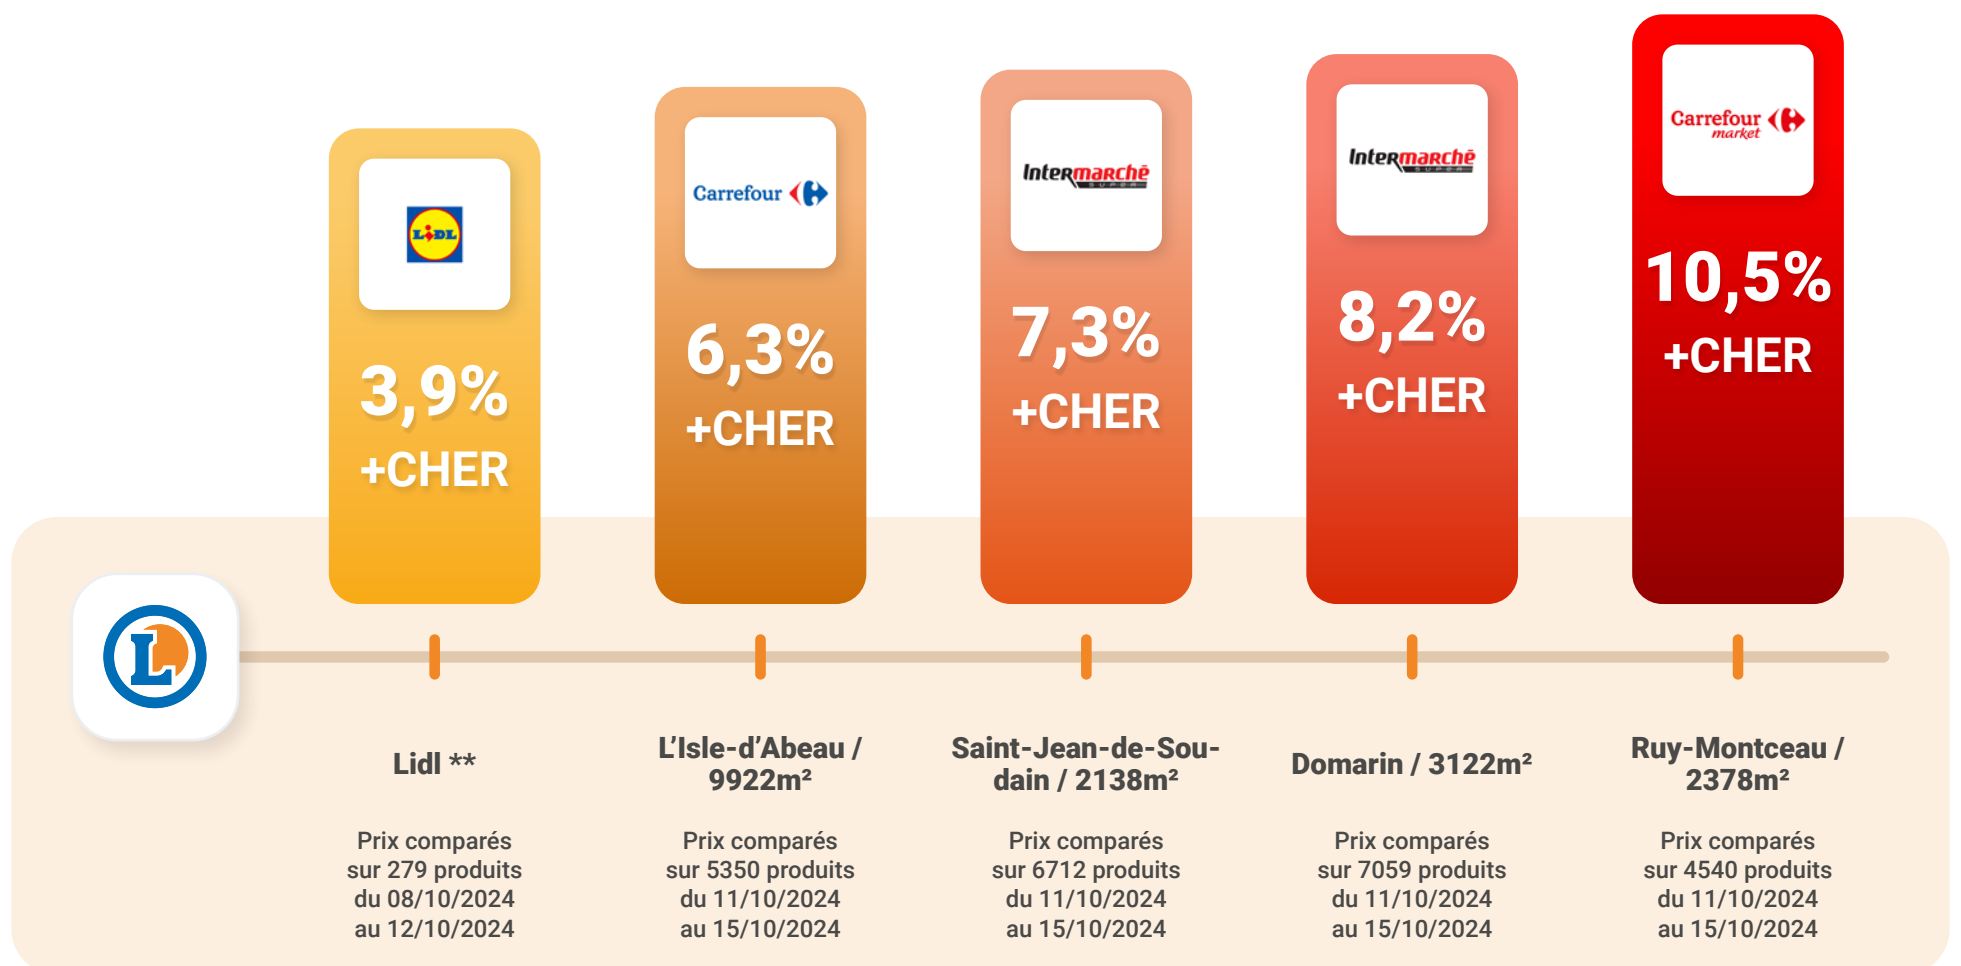 LIDL
3,9%
+CHER
Carrefour
6,3%
+CHER
Intermarché
SUPER
7,3%
+CHER
Intermarché
SUPER
8,2%
+CHER
Carrefour
market
10,5%
+CHER
L
Lidl **
Prix comparés
sur 279 produits
du 08/10/2024
au 12/10/2024
L’Isle-d’Abeau /
9922m²
Prix comparés
sur 5350 produits
du 11/10/2024
au 15/10/2024
Saint-Jean-de-Sou-
dain / 2138m²
Prix comparés
sur 6712 produits
du 11/10/2024
au 15/10/2024
Domarin / 3122m²
Prix comparés
sur 7059 produits
du 11/10/2024
au 15/10/2024
Ruy-Montceau /
2378m²
Prix comparés
sur 4540 produits
du 11/10/2024
au 15/10/2024